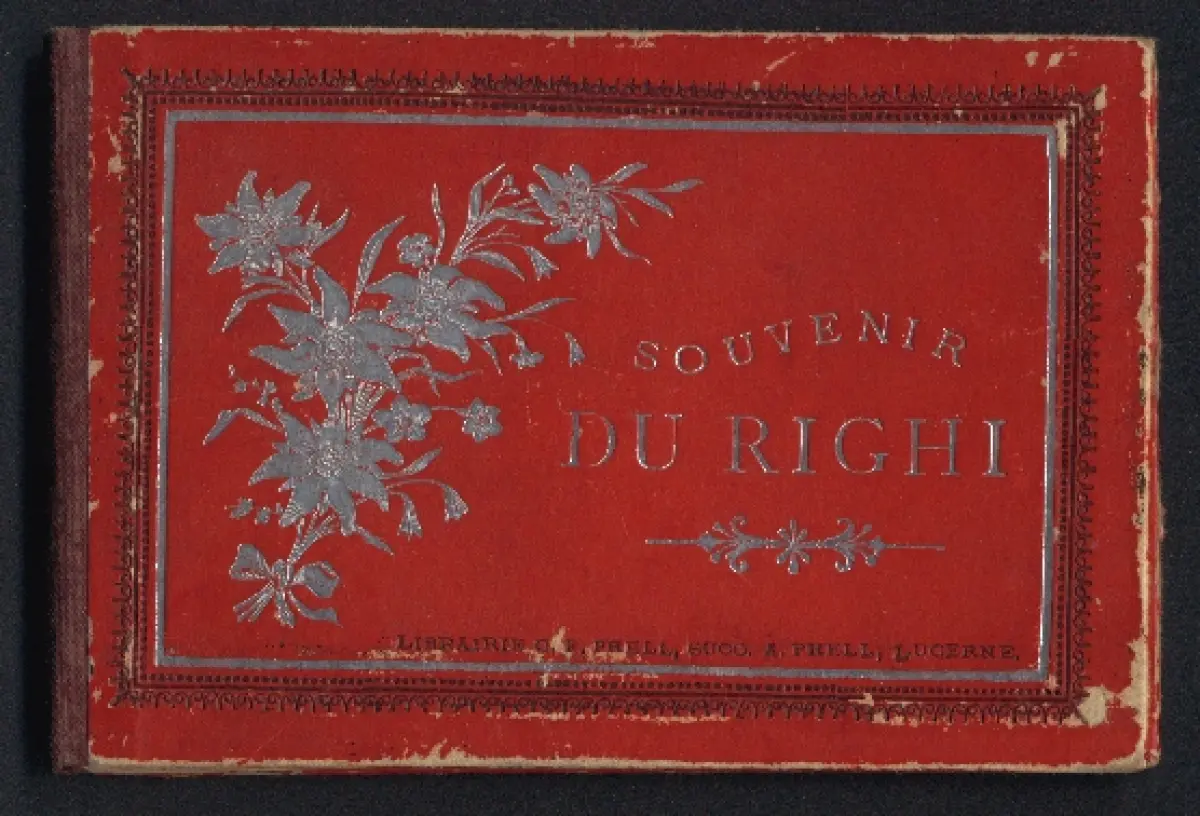 SOUVENIR
DU RIGHI
LIBRAIRIE C. F. PRELL, SUCC. A. PRELL, LUCERNE.